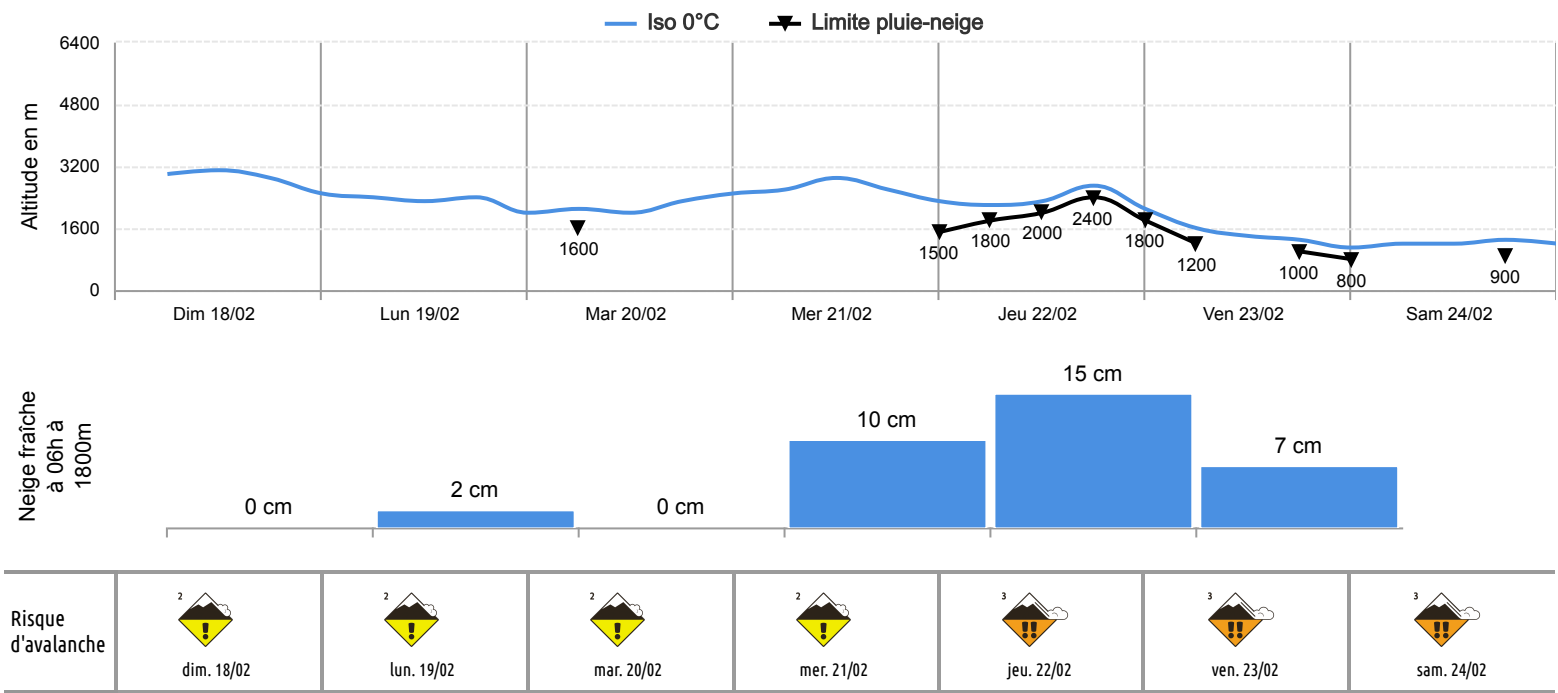 Iso 0°C Limite pluie-neige
Altitude en m
6400
4800
3200
1600
0
1600
1500
1800
2000
2400
1800
1200
1000
800
900
Dim 18/02 Lun 19/02 Mar 20/02 Mer 21/02 Jeu 22/02 Ven 23/02 Sam 24/02
Neige fraîche
à 06h à
1800m
0 cm
2 cm
0 cm
10 cm
15 cm
7 cm
Risque
d'avalanche
2 2 2 2 3 3 3
! ! ! ! !! !! !!
dim. 18/02 lun. 19/02 mar. 20/02 mer. 21/02 jeu. 22/02 ven. 23/02 sam. 24/02